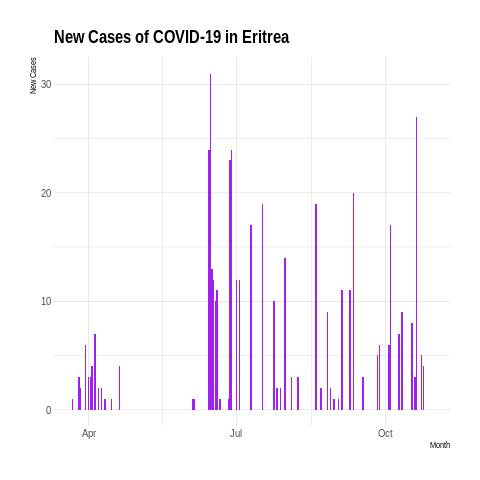 New Cases of COVID-19 in Eritrea
New Cases
30
20
10
0
Apr
Jul
Oct
Month